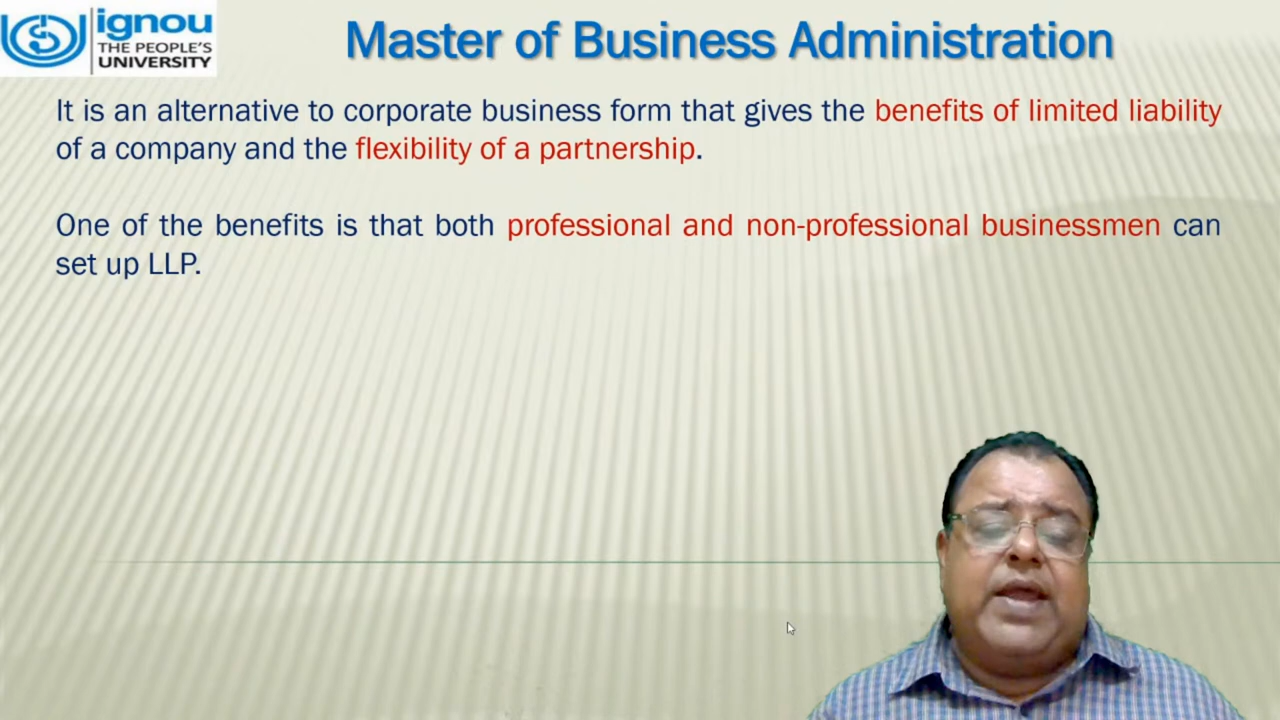 ignou
THE PEOPLE'S
UNIVERSITY
Master of Business Administration
It is an alternative to corporate business form that gives the benefits of limited liability
of a company and the flexibility of a partnership.
One of the benefits is that both professional and non-professional businessmen can
set up LLP.